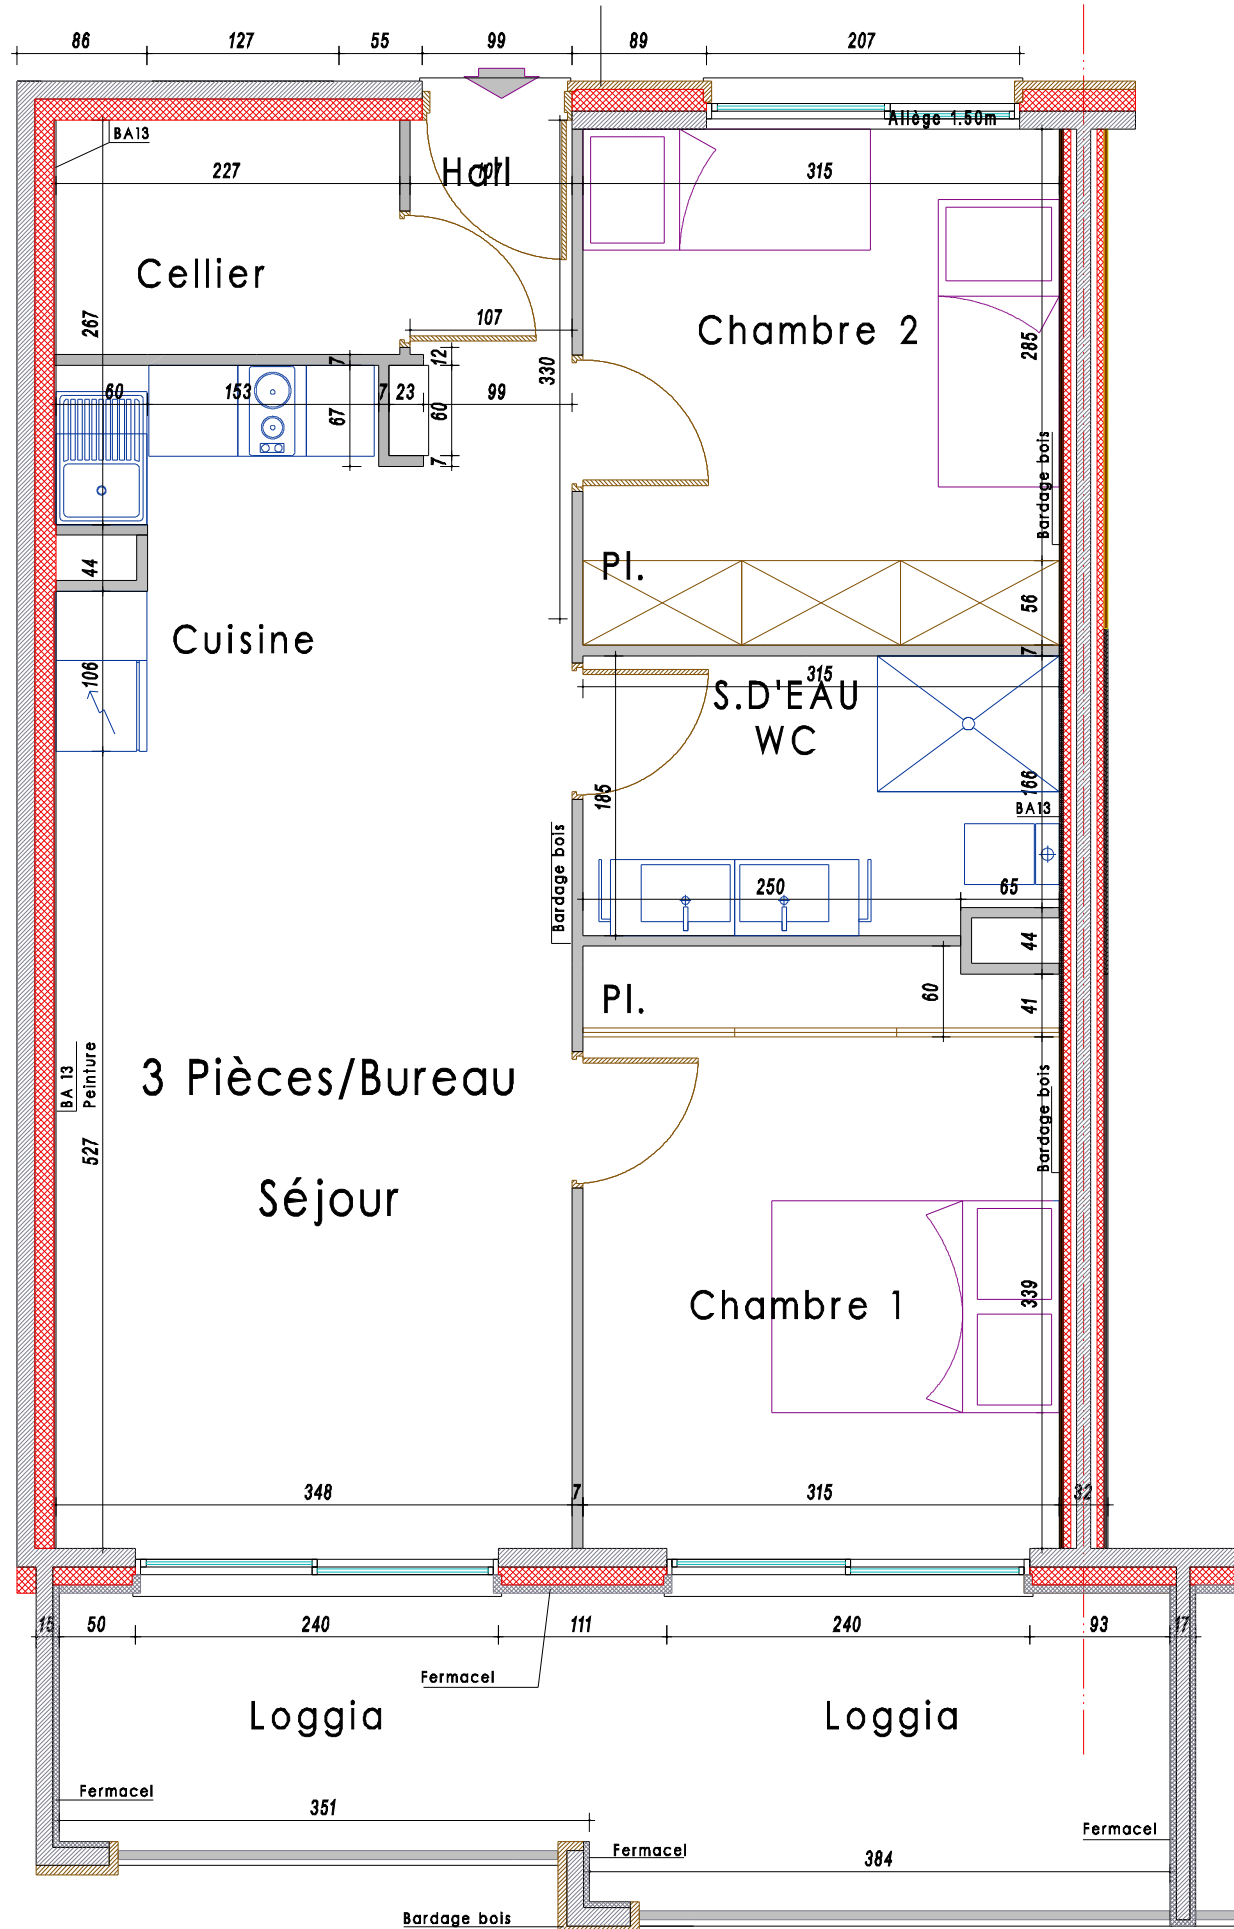 86 127 55 99 89 207
Allège 1.50m
BA13
227 Hall 107 315
Cellier
267
107
Chambre 2
285
330
7 12
60 153 7 23 99
67 60
7
Bardage bois
44
Pl.
56
Cuisine
7
106
315
S.D'EAU
WC
185
166
BA13
Bardage bois
250 65
44
60
41
Pl.
BA 13
Peinture
3 Pièces/Bureau
Bardage bois
527
Séjour
Chambre 1
339
348 7 315 32
15 50 240 111 240 93 17
Fermacel
Loggia Loggia
Fermacel
351
Fermacel
Fermacel
384
Bardage bois